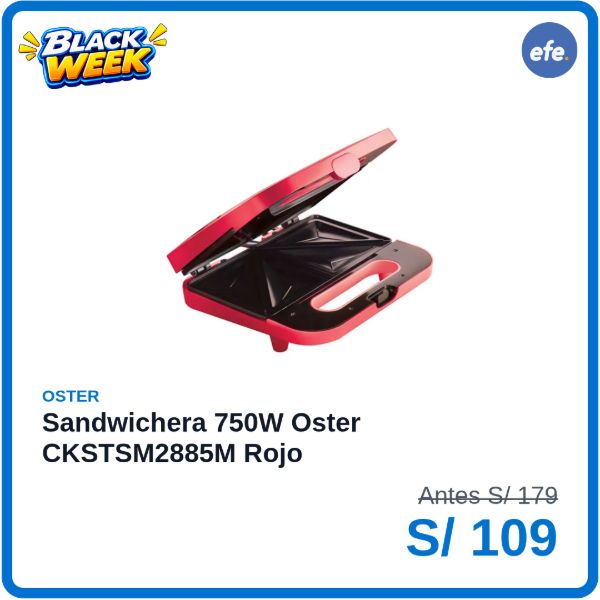 BLACK
WEEK
efe.
OSTER
Sandwichera 750W Oster
CKSTSM2885M Rojo
Antes S/ 179
S/ 109